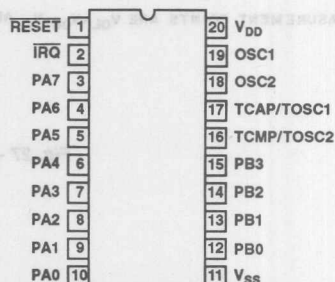 RESET 1 20 VDD
IRQ 2 19 OSC1
PA7 3 18 OSC2
PA6 4 17 TCAP/TOSC1
PA5 5 16 TCMP/TOSC2
PA4 6 15 PB3
PA3 7 14 PB2
PA2 8 13 PB1
PA1 9 12 PB0
PA0 10 11 VSS